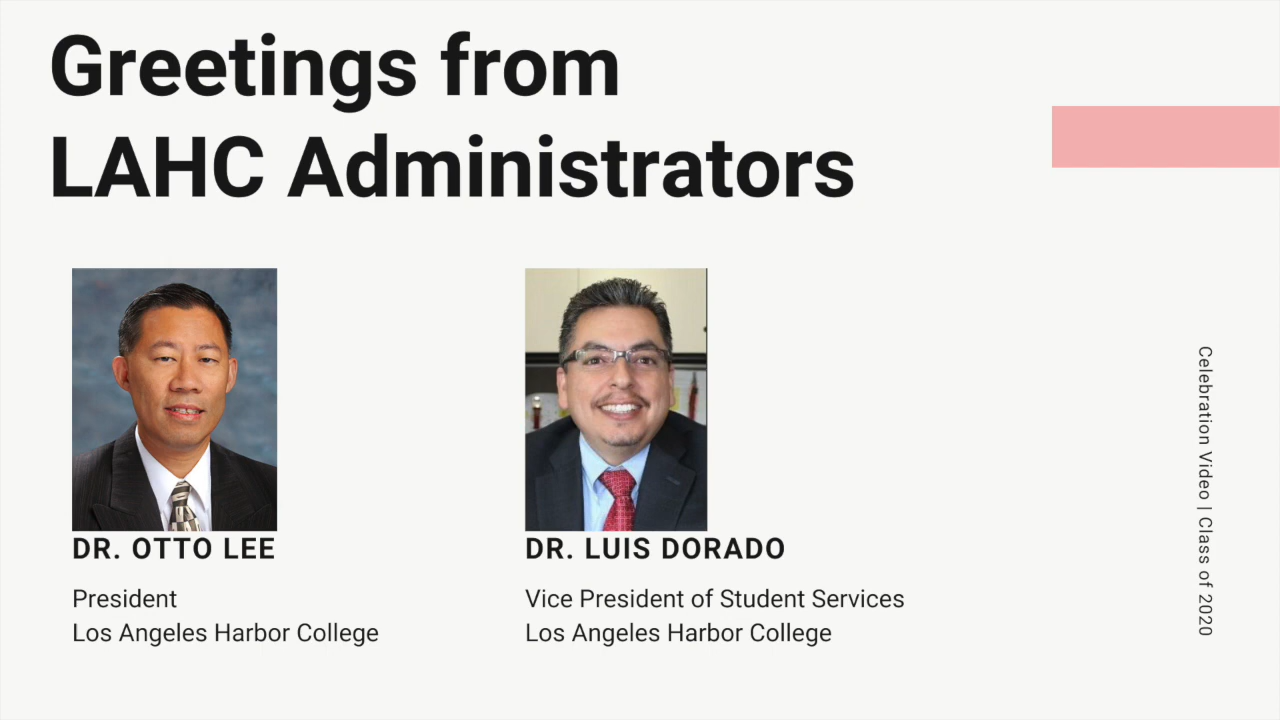 Greetings from
LAHC Administrators
DR. OTTO LEE
President
Los Angeles Harbor College
DR. LUIS DORADO
Vice President of Student Services
Los Angeles Harbor College
Celebration Video | Class of 2020